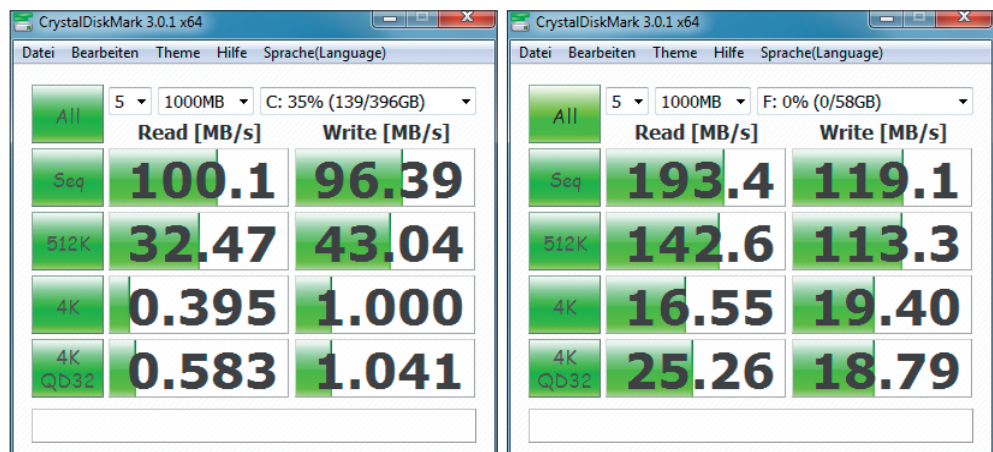 CrystalDiskMark 3.0.1 x64
Datei Bearbeiten Theme Hilfe Sprache(Language)
All 5 1000MB C: 35% (139/396GB)
Read [MB/s] Write [MB/s]
Seq 100.1 96.39
512K 32.47 43.04
4K 0.395 1.000
4K QD32 0.583 1.041
CrystalDiskMark 3.0.1 x64
Datei Bearbeiten Theme Hilfe Sprache(Language)
All 5 1000MB F: 0% (0/58GB)
Read [MB/s] Write [MB/s]
Seq 193.4 119.1
512K 142.6 113.3
4K 16.55 19.40
4K QD32 25.26 18.79